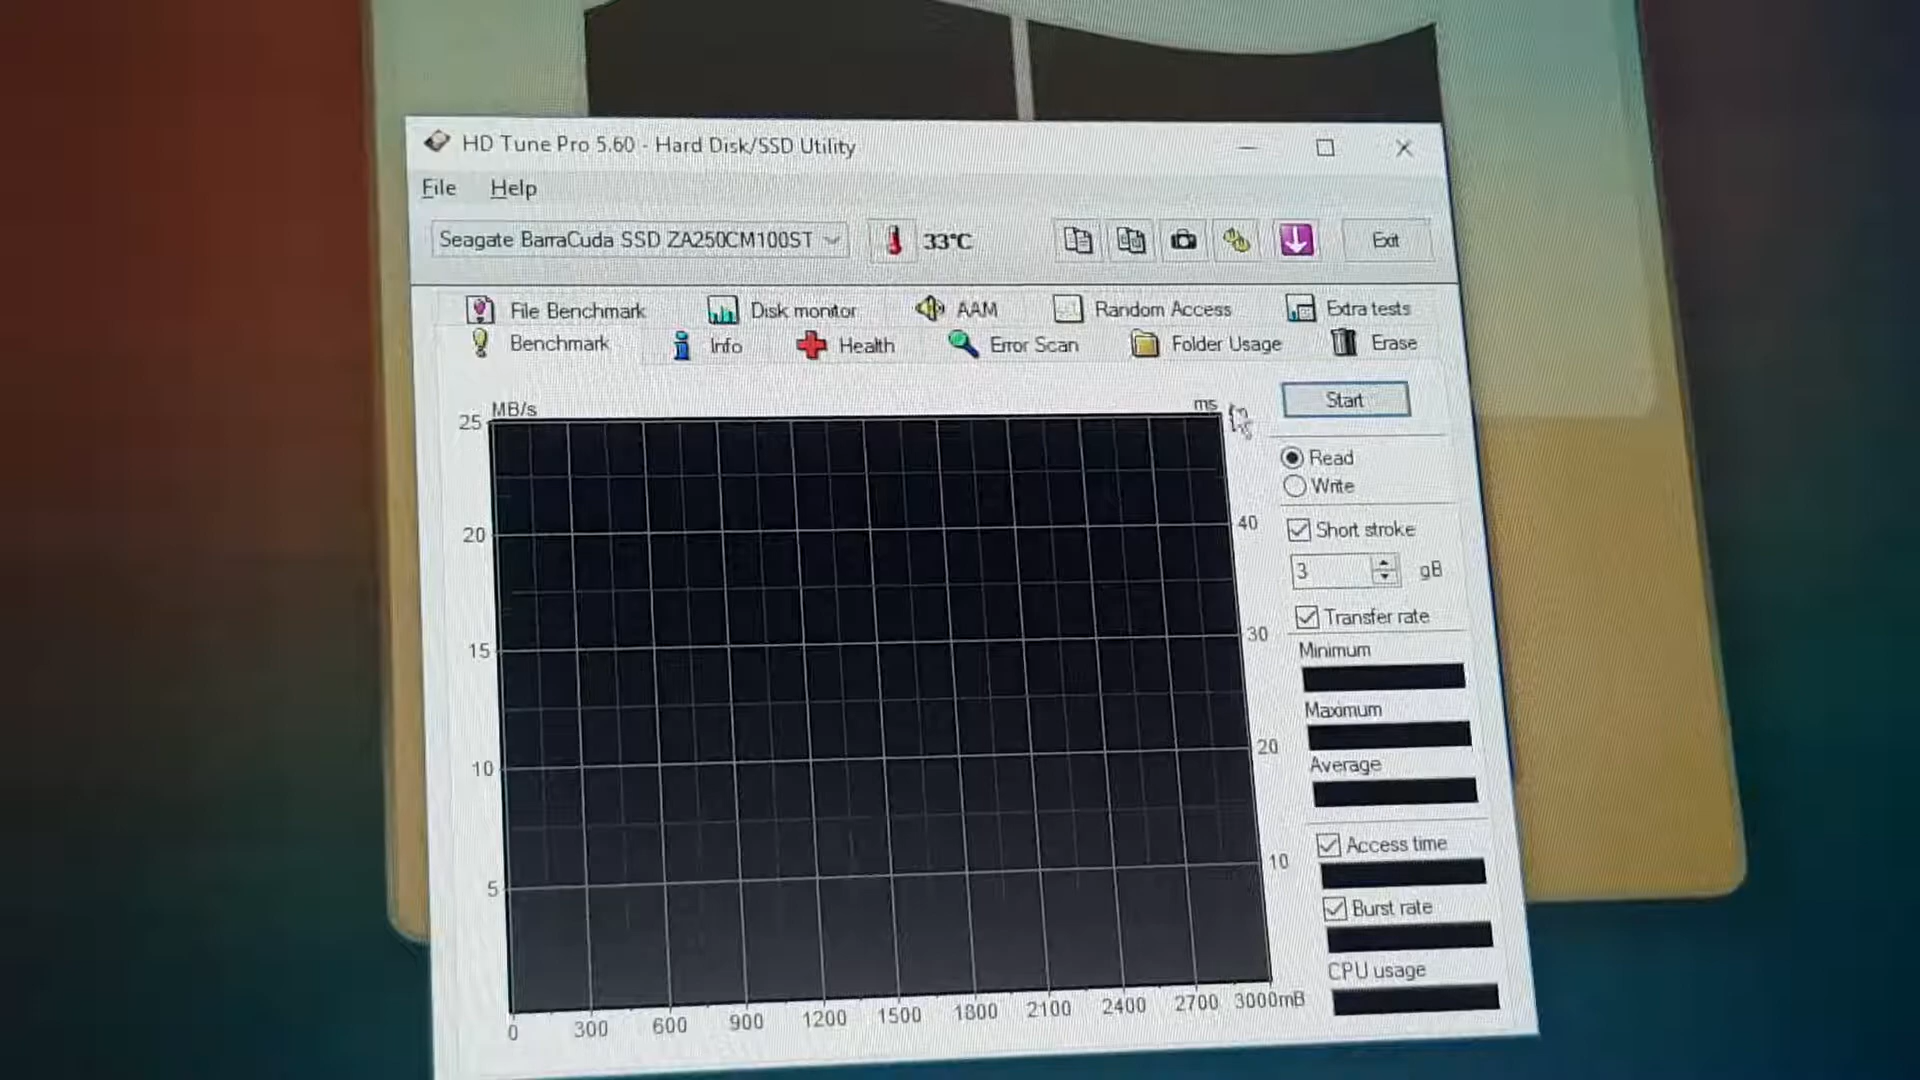 HD Tune Pro 5.60 - Hard Disk/SSD Utility
File Help
Seagate BarraCuda SSD ZA250CM100ST 33°C Exit
File Benchmark Disk monitor AAM Random Access Extra tests
Benchmark Info Health Error Scan Folder Usage Erase
MB/s ms
25
20 40
15 30
10 20
5 10
0 300 600 900 1200 1500 1800 2100 2400 2700 3000mB
Start
Read
Write
Short stroke
3 gB
Transfer rate
Minimum
Maximum
Average
Access time
Burst rate
CPU usage